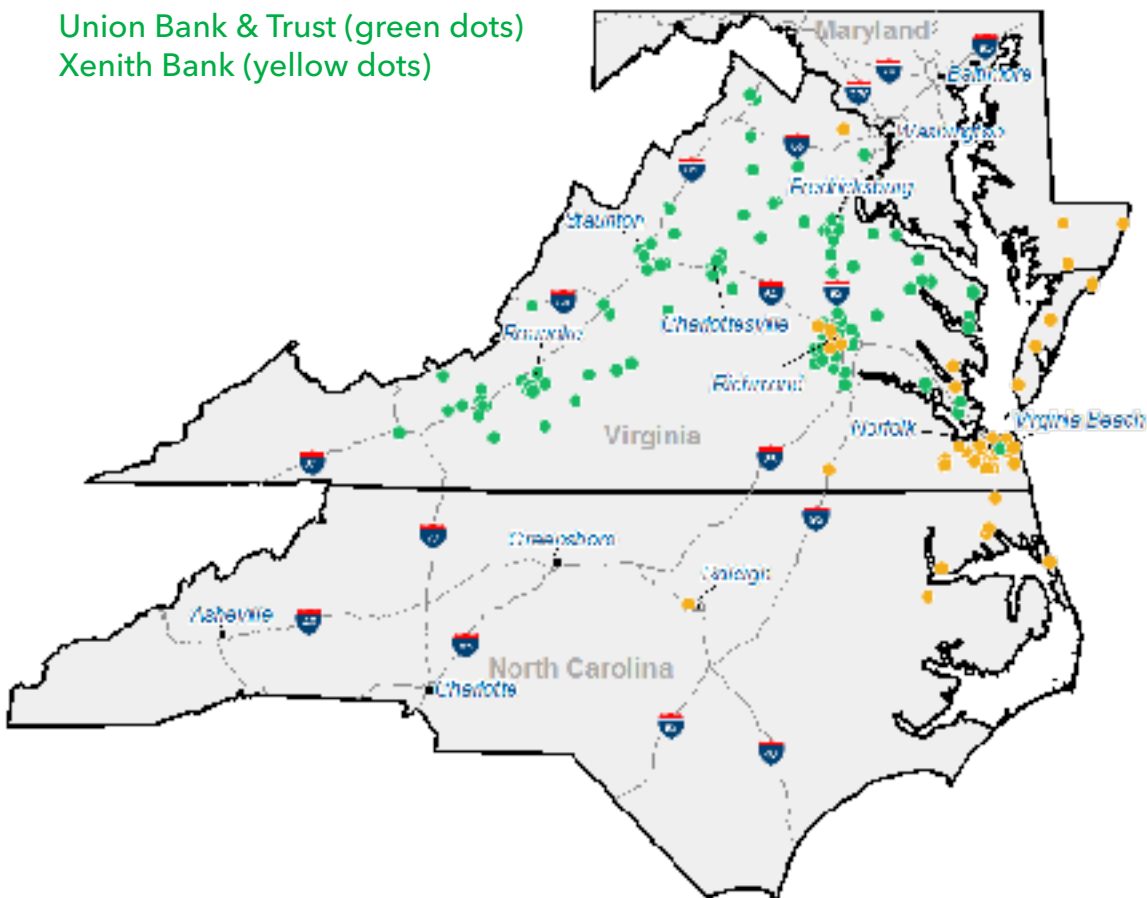 Union Bank & Trust (green dots)
Xenith Bank (yellow dots)
Maryland
Baltimore
Washington
Fredricksburg
Staunton
Charlottesville
Roanoke
Richmond
Norfolk
Virginia Beach
Virginia
Greensboro
Raleigh
Asheville
North Carolina
Charlotte